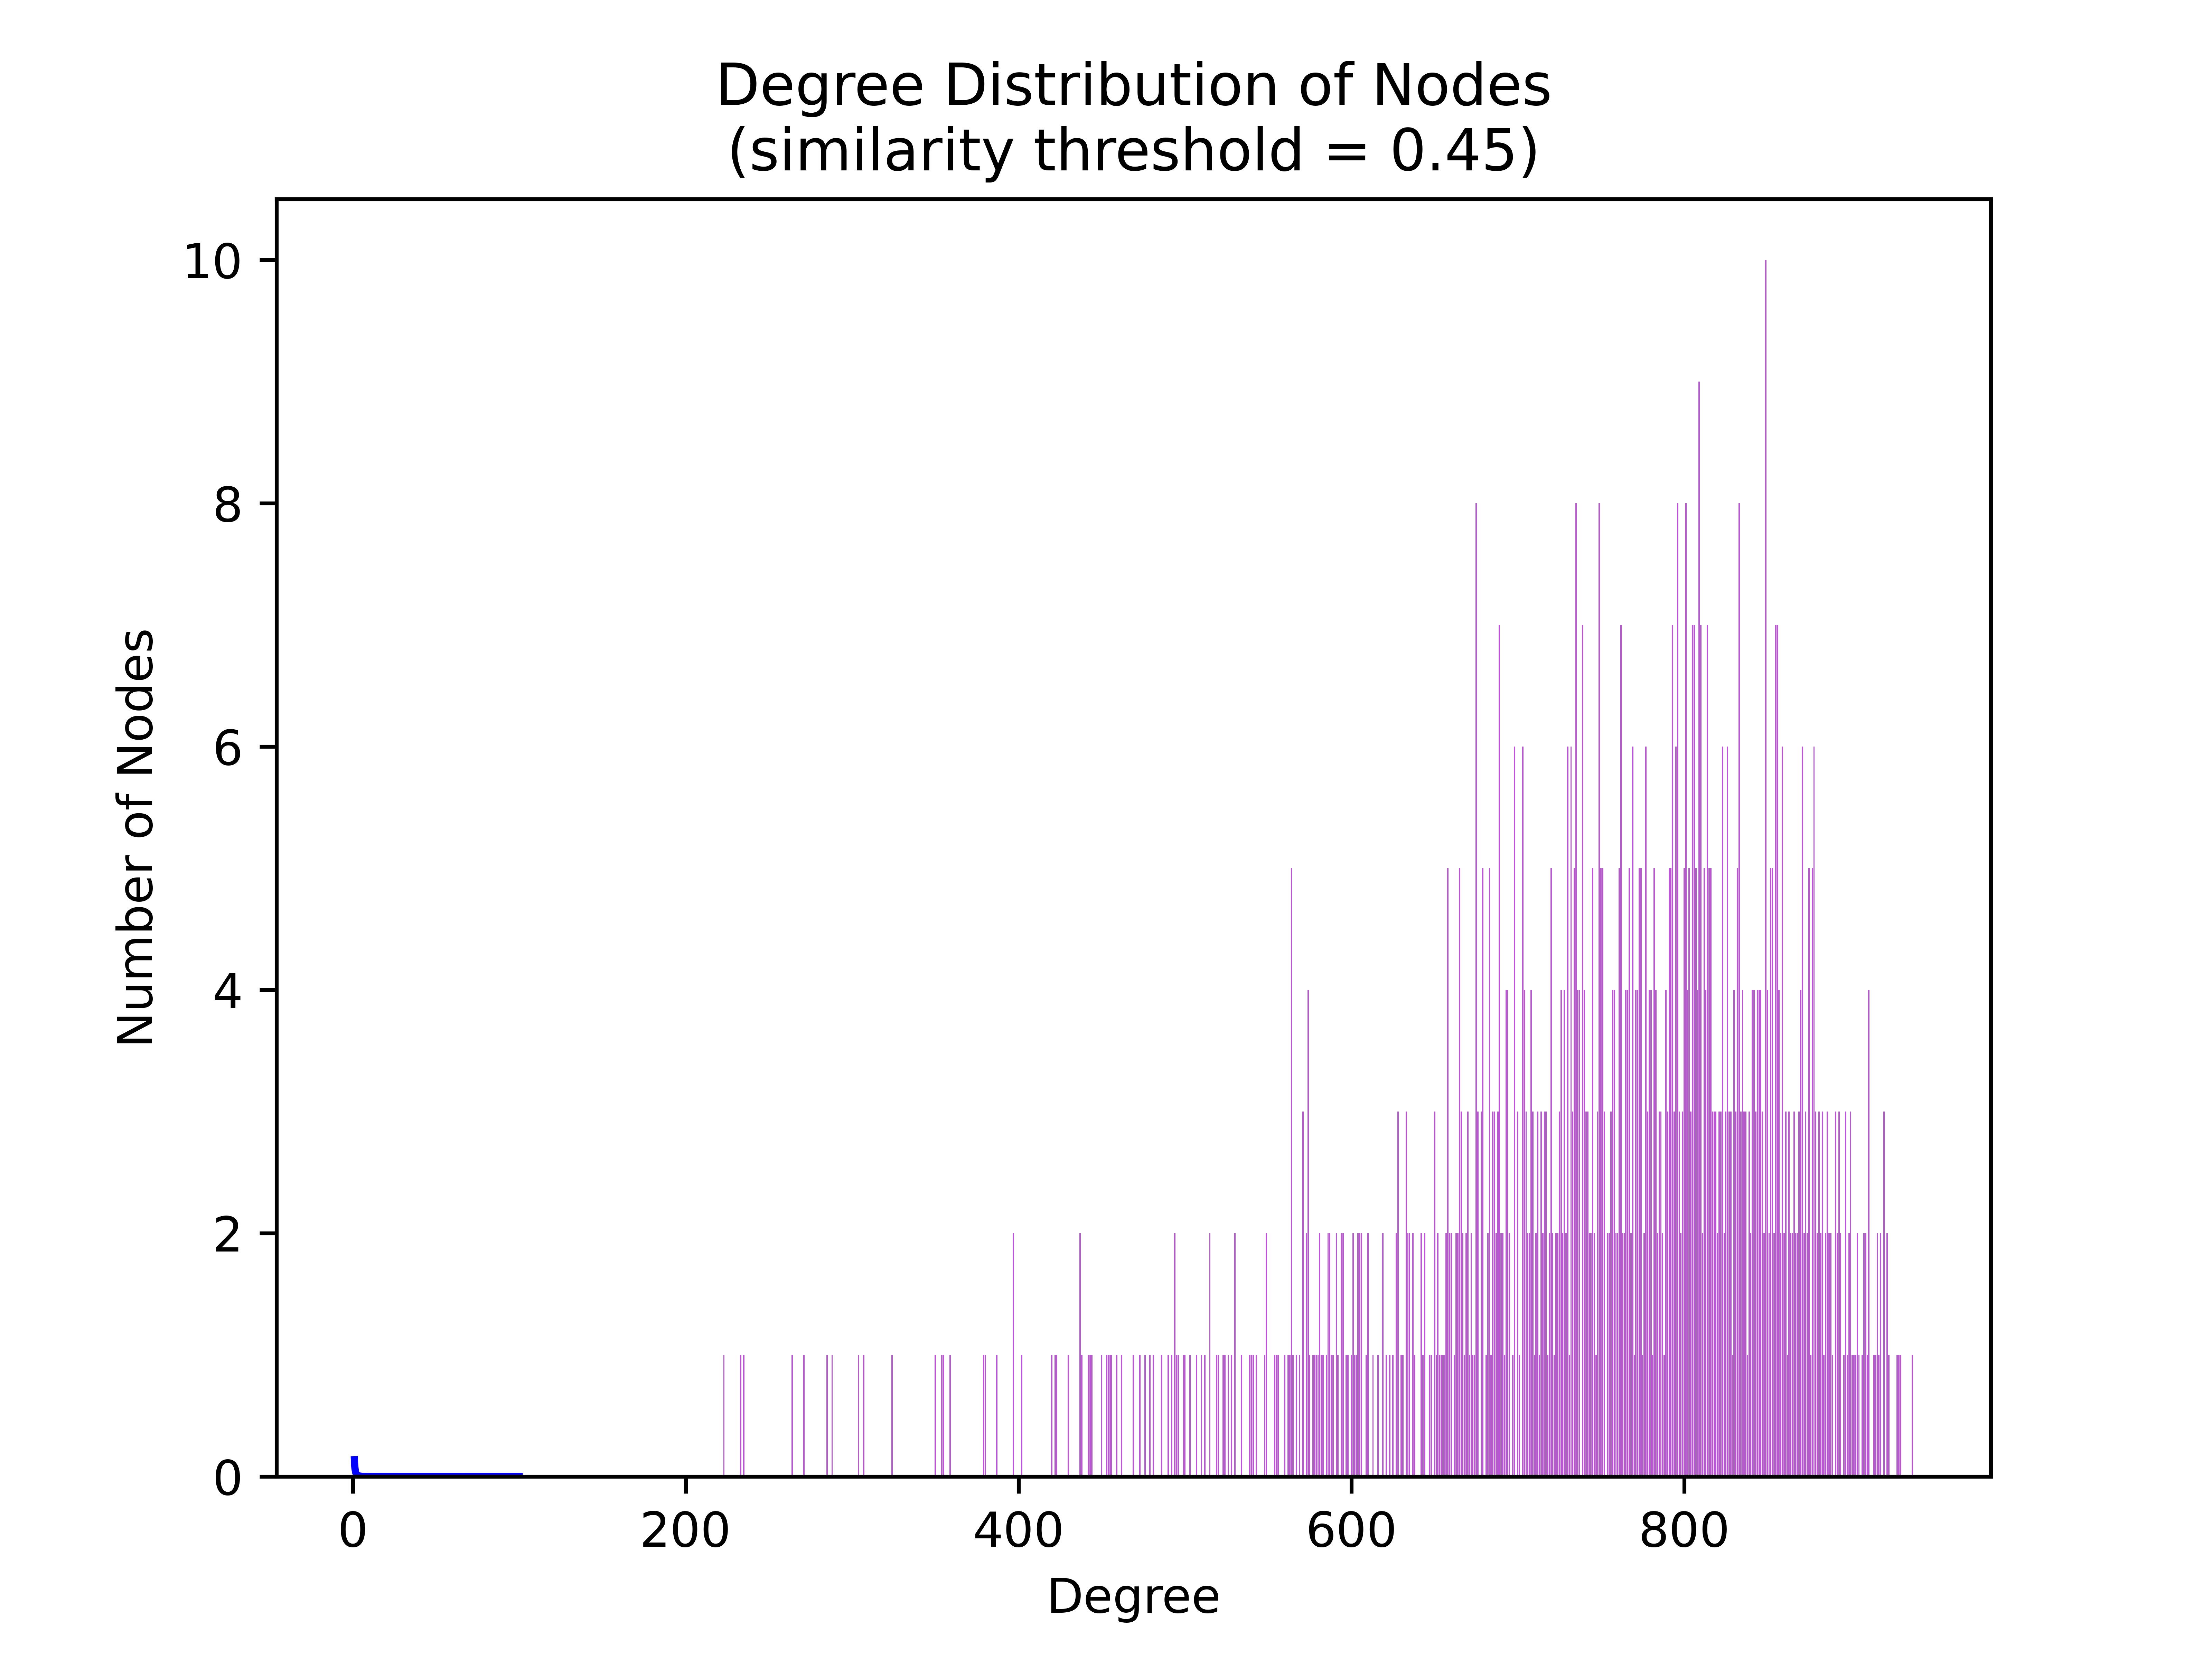 Degree Distribution of Nodes
(similarity threshold = 0.45)
10
8
6
4
2
0
Number of Nodes
0 200 400 600 800
Degree